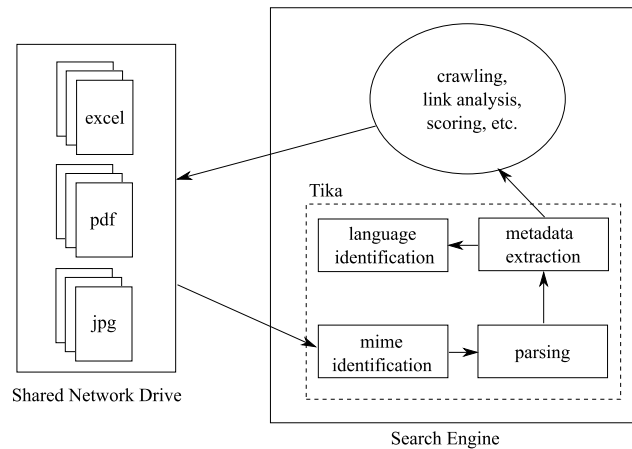 excel
pdf
jpg
Shared Network Drive
crawling,
link analysis,
scoring, etc.
Tika
language
identification
metadata
extraction
mime
identification
parsing
Search Engine